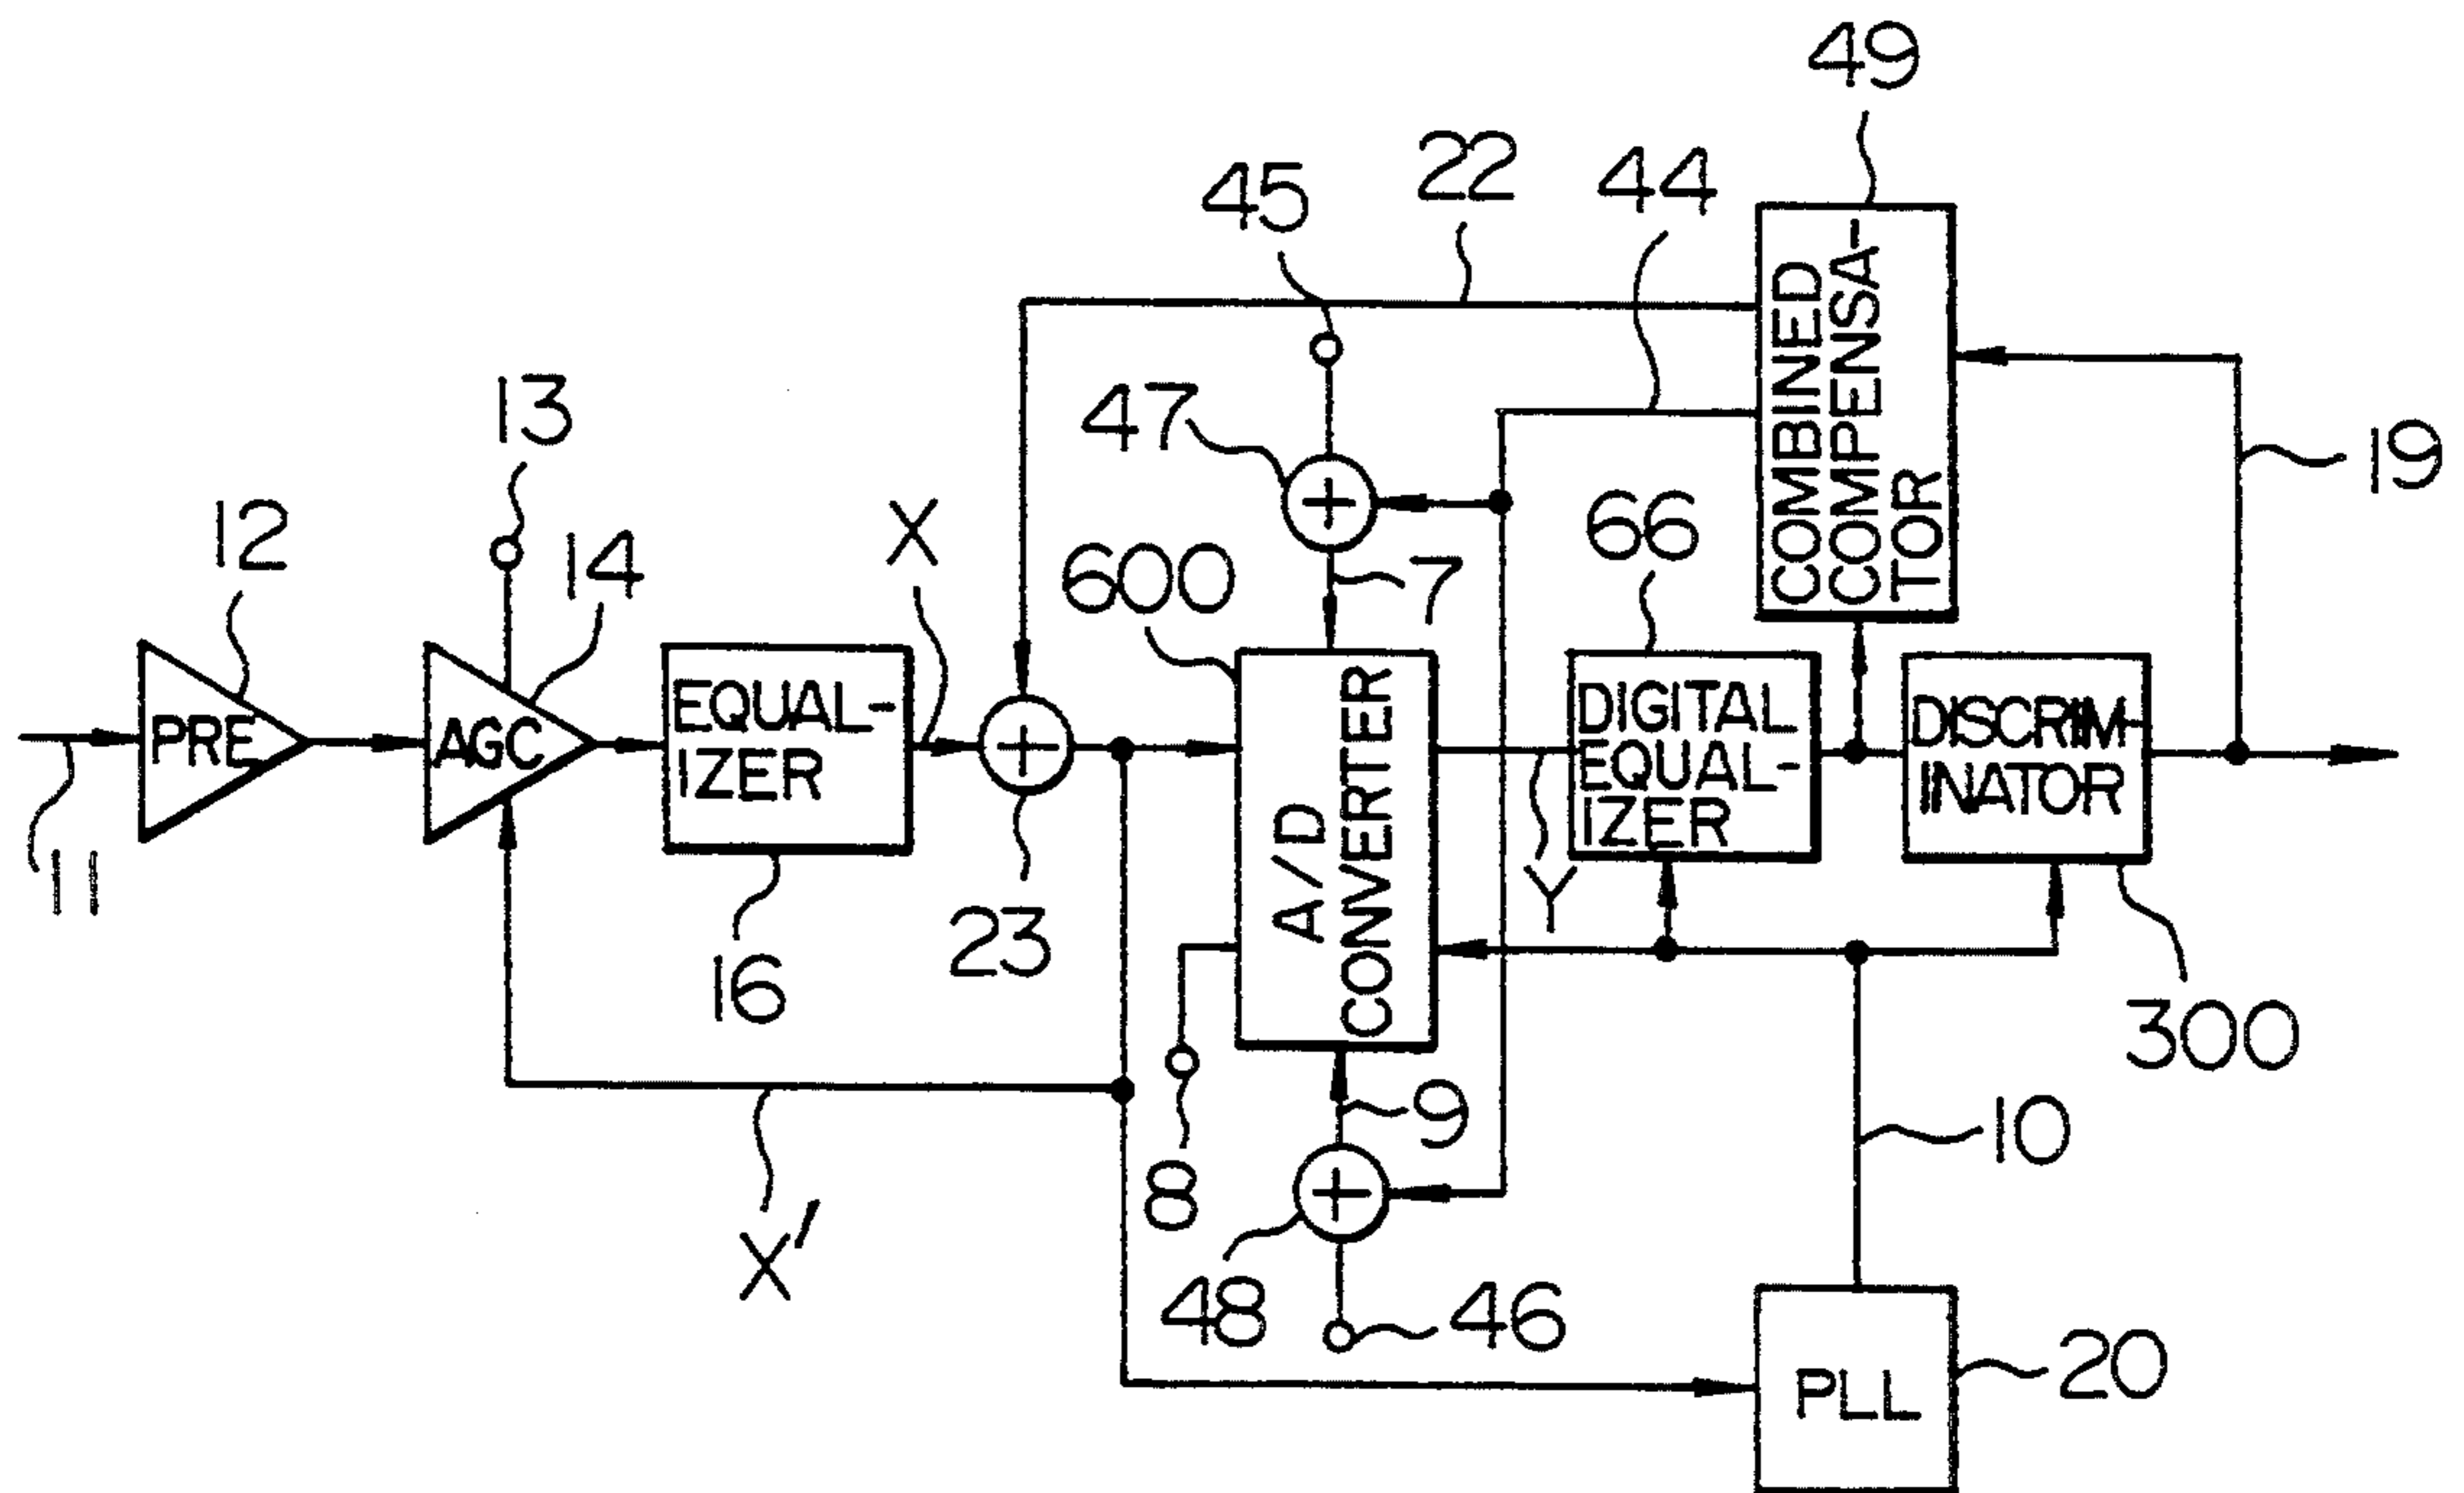 49
45
22
44
13
47
19
12
14
X
600
7
66
COMBINED
COMPENSA-
TOR
PRE
AGC
EQUAL-
IZER
A/D
CONVERTER
DIGITAL
EQUAL-
IZER
DISCRIM-
INATOR
11
16
23
Y
300
8
9
10
X'
48
46
PLL
20